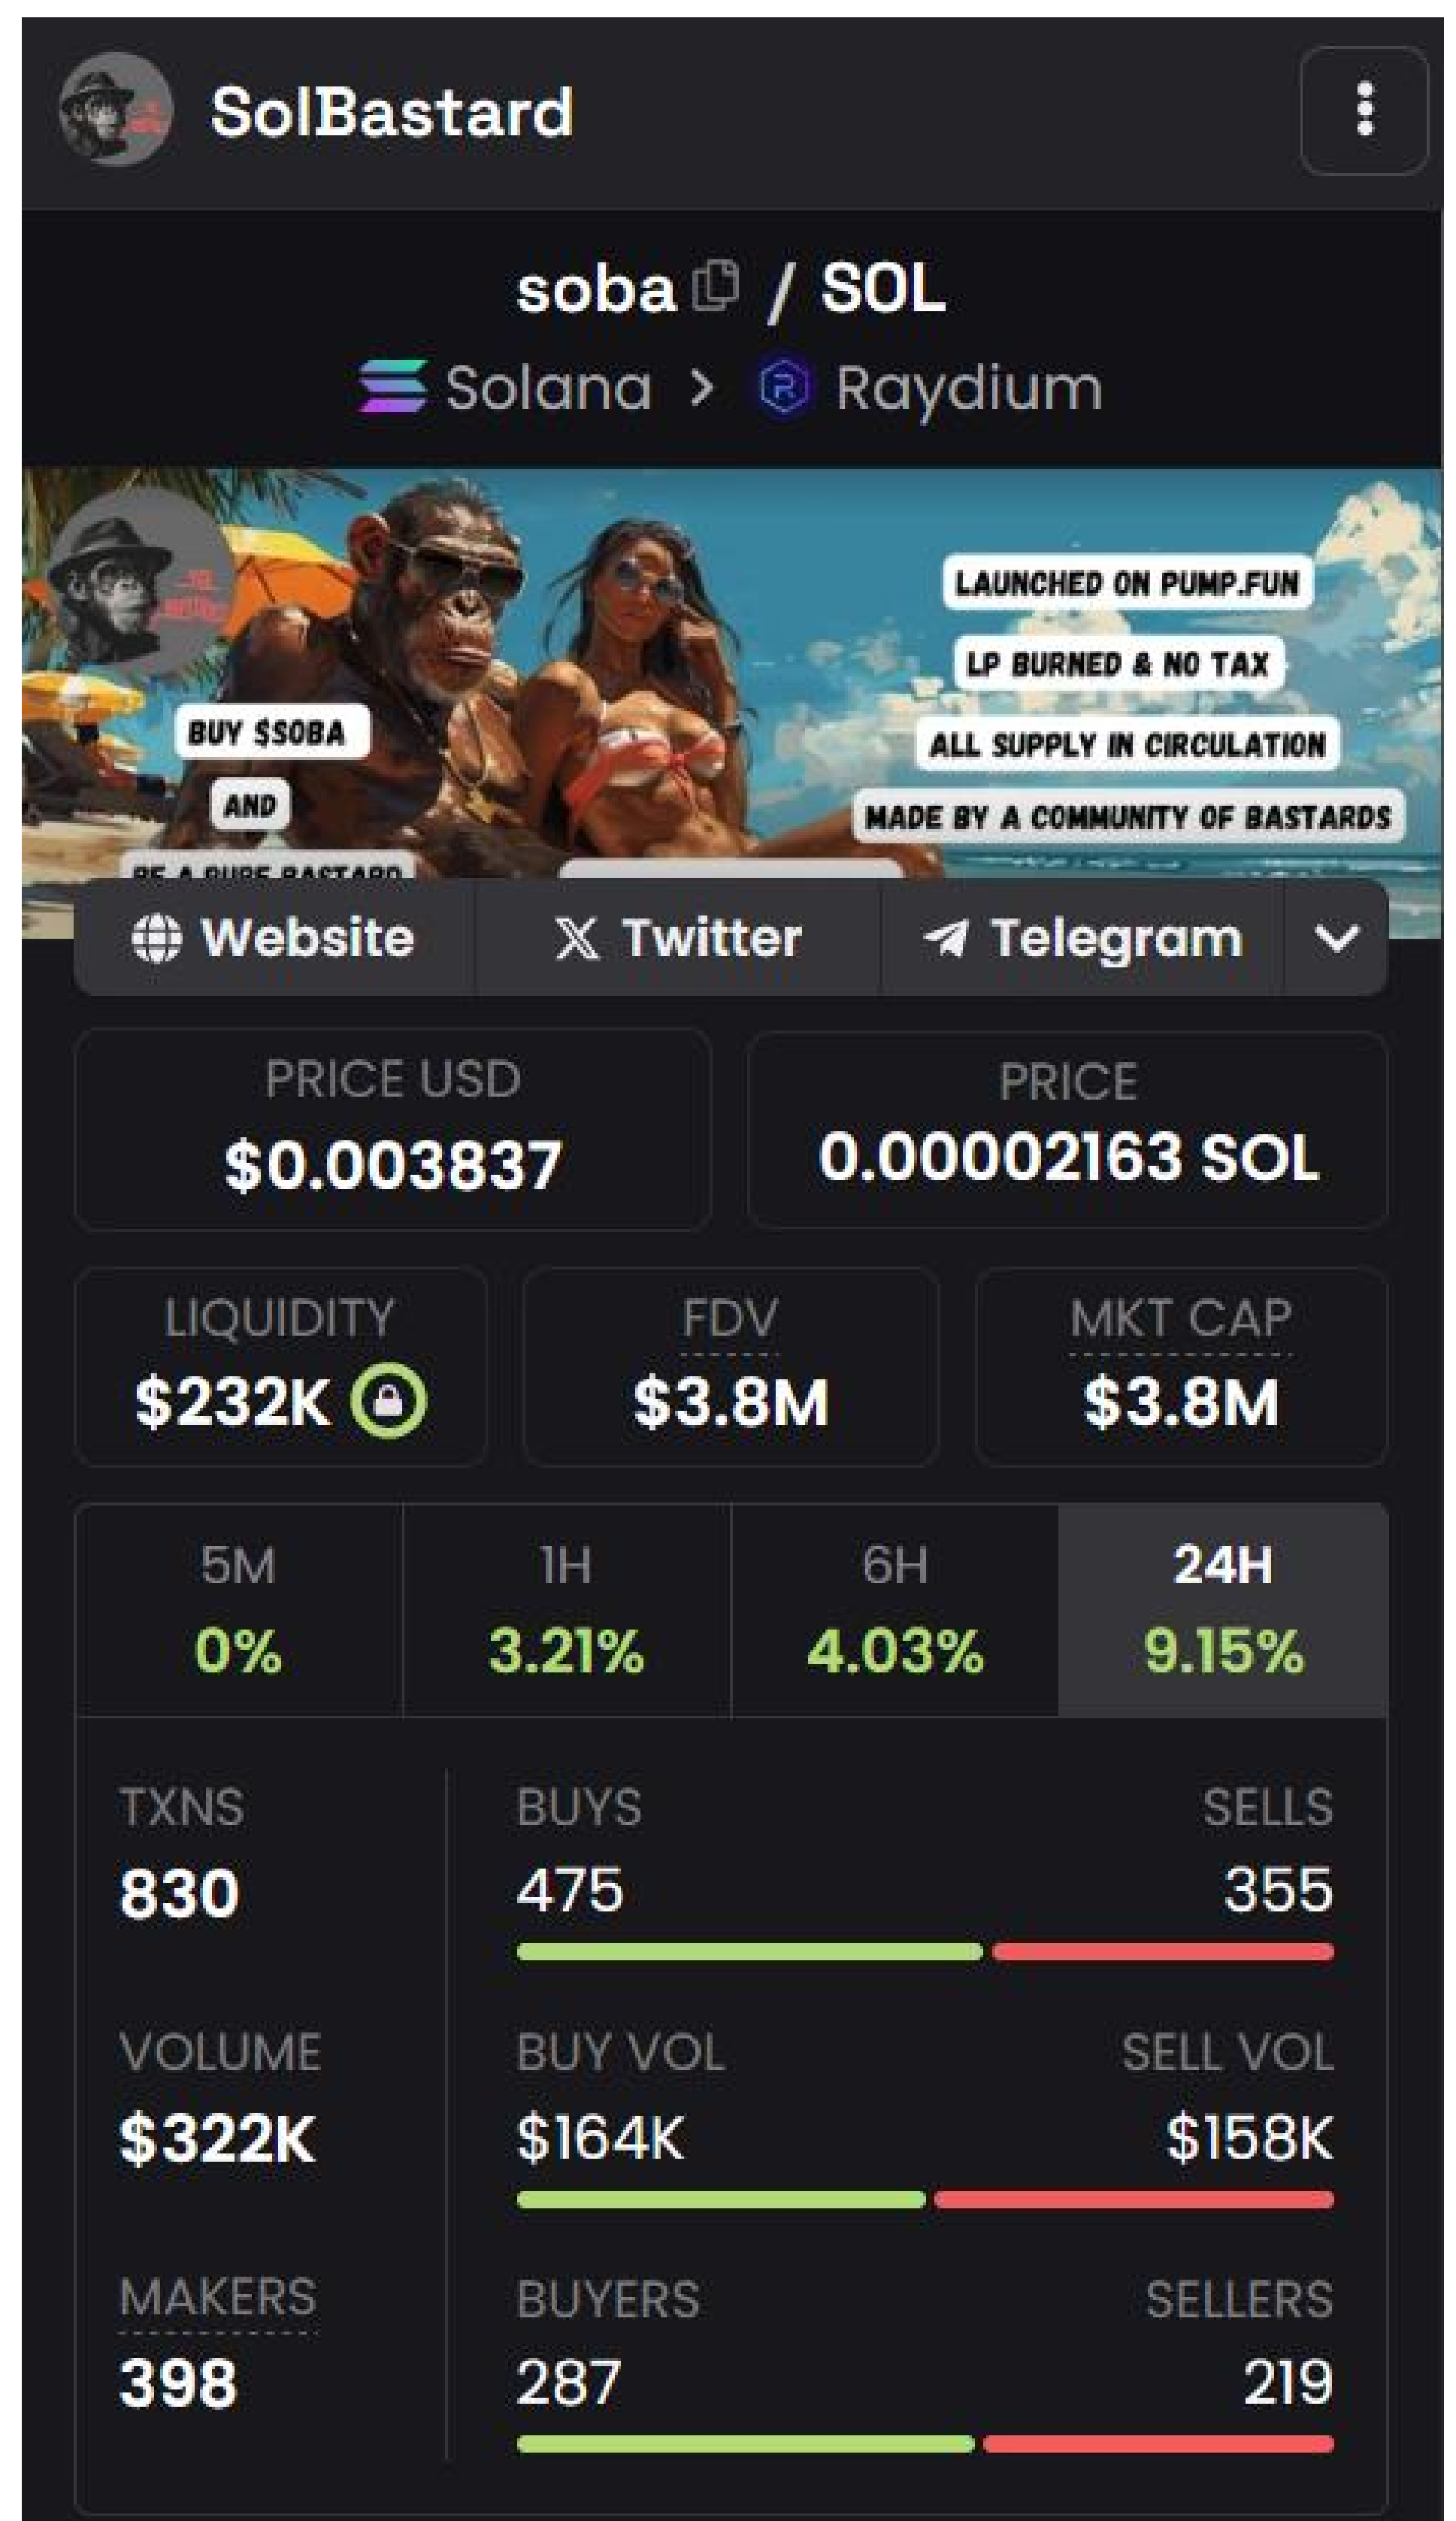 SolBastard
soba / SOL
Solana > Raydium
LAUNCHED ON PUMP.FUN
LP BURNED & NO TAX
ALL SUPPLY IN CIRCULATION
MADE BY A COMMUNITY OF BASTARDS
BUY $SOBA
AND
BE A PURE BASTARD
Website Twitter Telegram
PRICE USD PRICE
$0.003837 0.00002163 SOL
LIQUIDITY FDV MKT CAP
$232K $3.8M $3.8M
5M 1H 6H 24H
0% 3.21% 4.03% 9.15%
TXNS BUYS SELLS
830 475 355
VOLUME BUY VOL SELL VOL
$322K $164K $158K
MAKERS BUYERS SELLERS
398 287 219